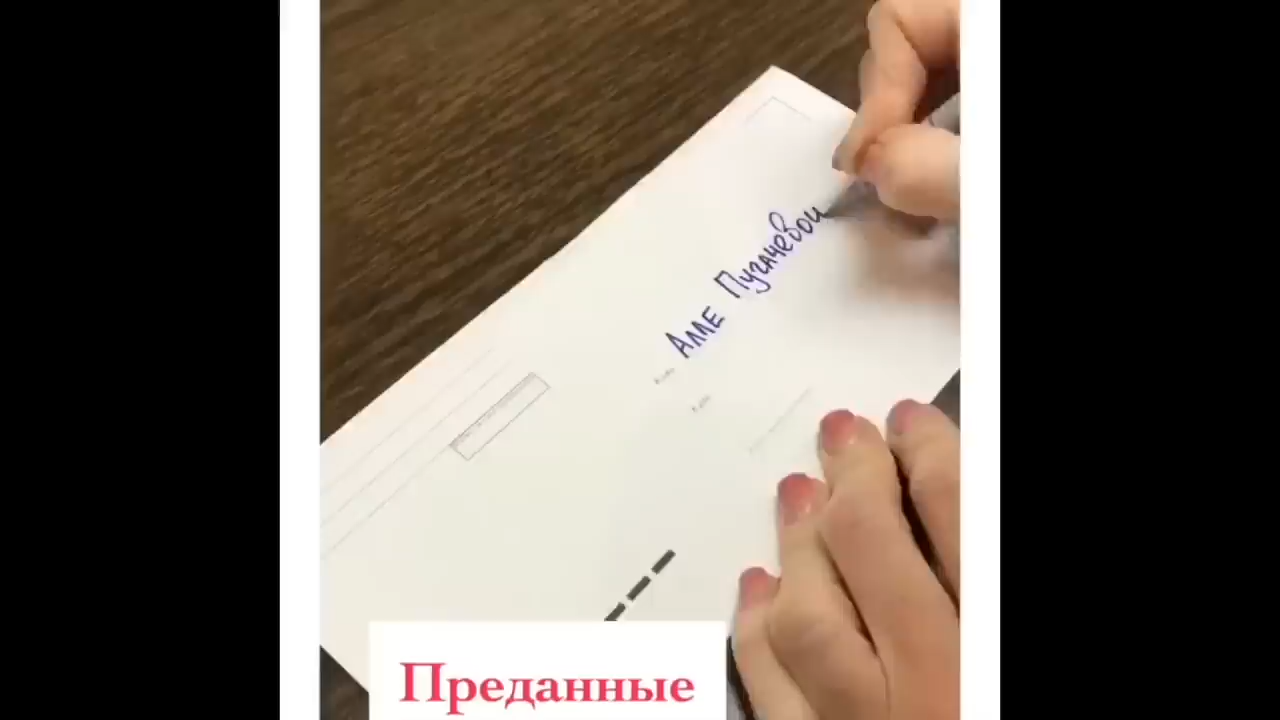 Алле Пугачевой
Преданные